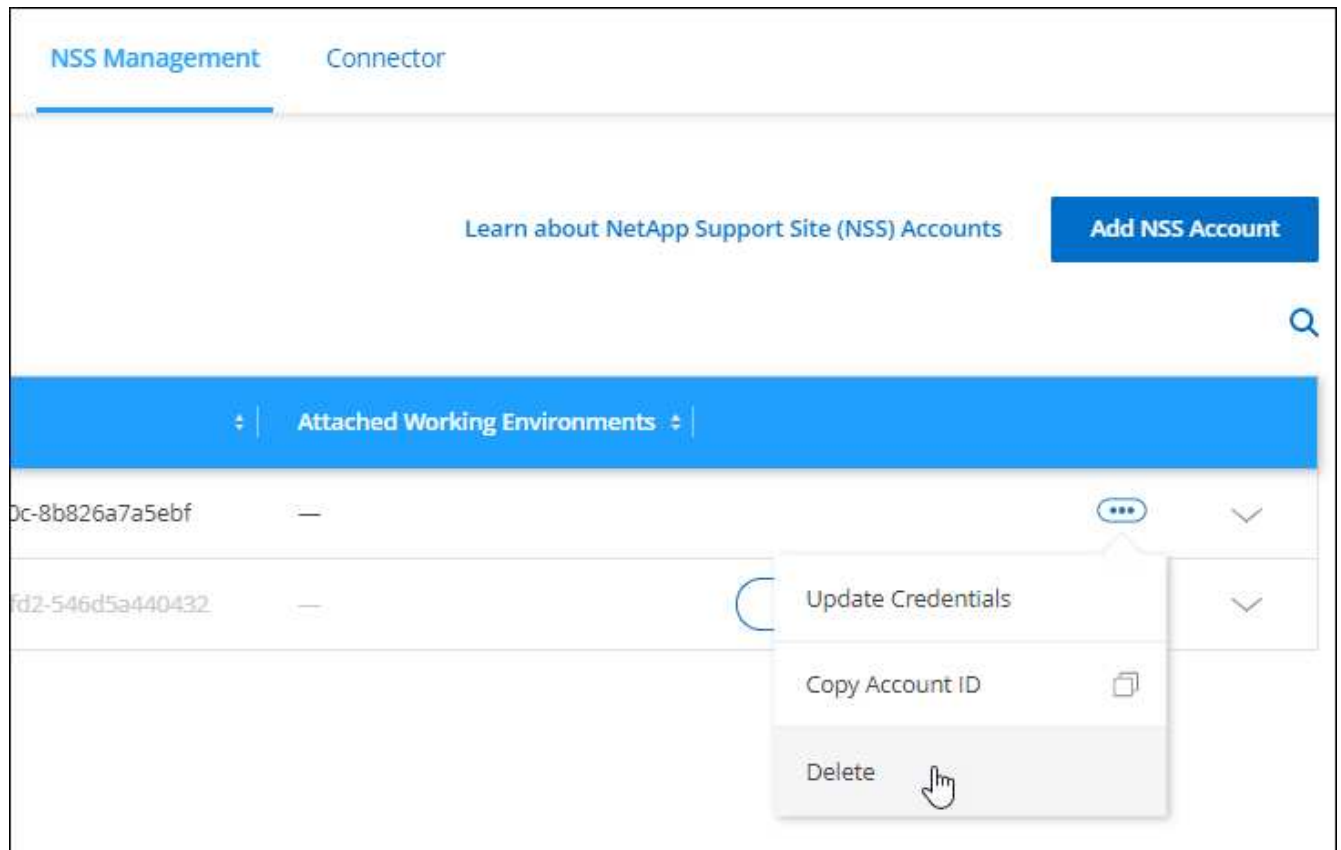 NSS Management Connector
Learn about NetApp Support Site (NSS) Accounts Add NSS Account
Attached Working Environments
0c-8b826a7a5ebf —
fd2-546d5a440432 —
Update Credentials
Copy Account ID
Delete